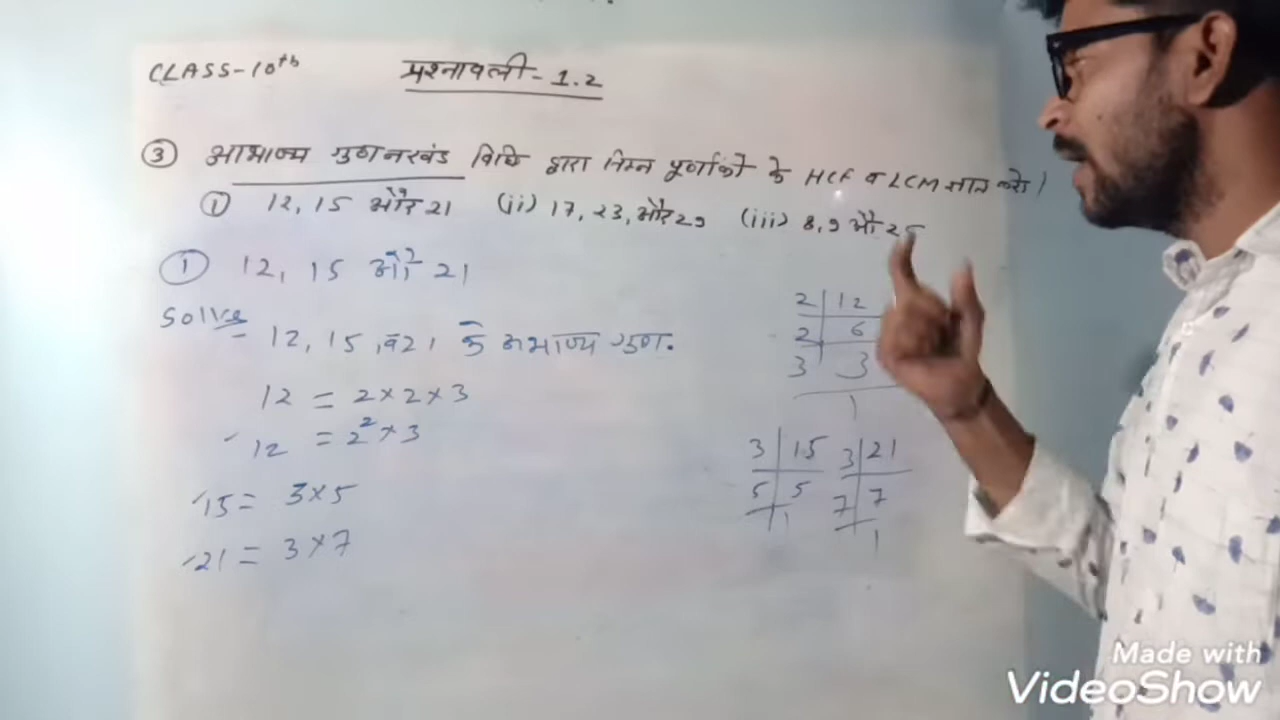 CLASS-10th प्रश्नावली-1.2
③ अभाज्य गुणनखंड विधि द्वारा निम्न पूर्णांकों के HCF व LCM ज्ञात करो।
① 12, 15 और 21 (ii) 17, 23, और 29 (iii) 8, 9 और 25
① 12, 15 और 21
Solve
12, 15, व 21 के अभाज्य गुण.
12 = 2×2×3
12 = 2²×3
15 = 3×5
21 = 3×7
2 | 12
2 | 6
3 | 3
1
3 | 15 3 | 21
5 | 5 7 | 7
1 1
Made with
VideoShow